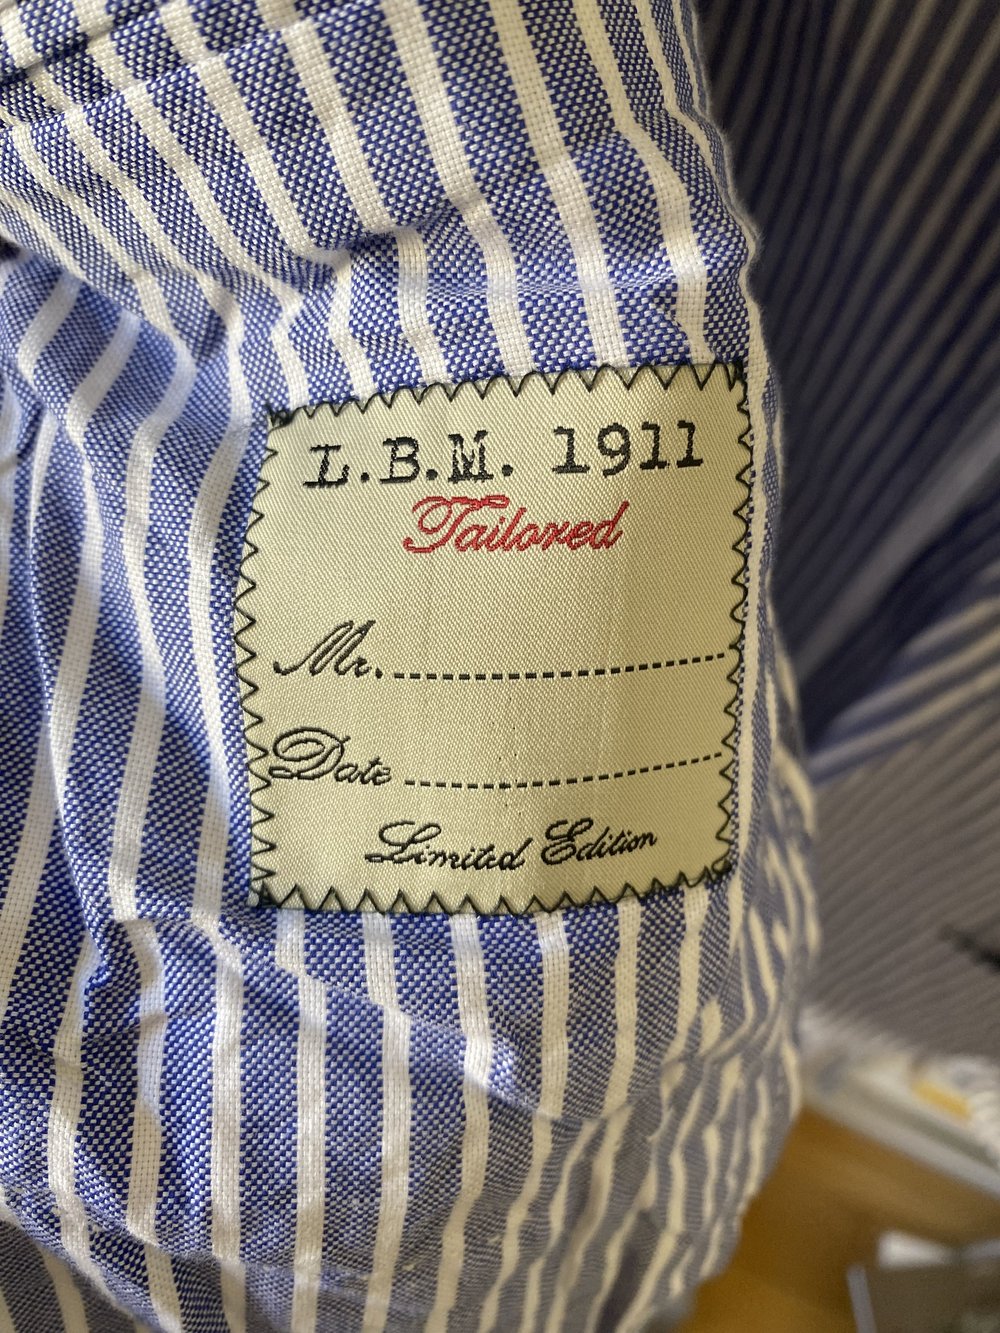 L.B.M. 1911
Tailored
Mr.
Date
Limited Edition